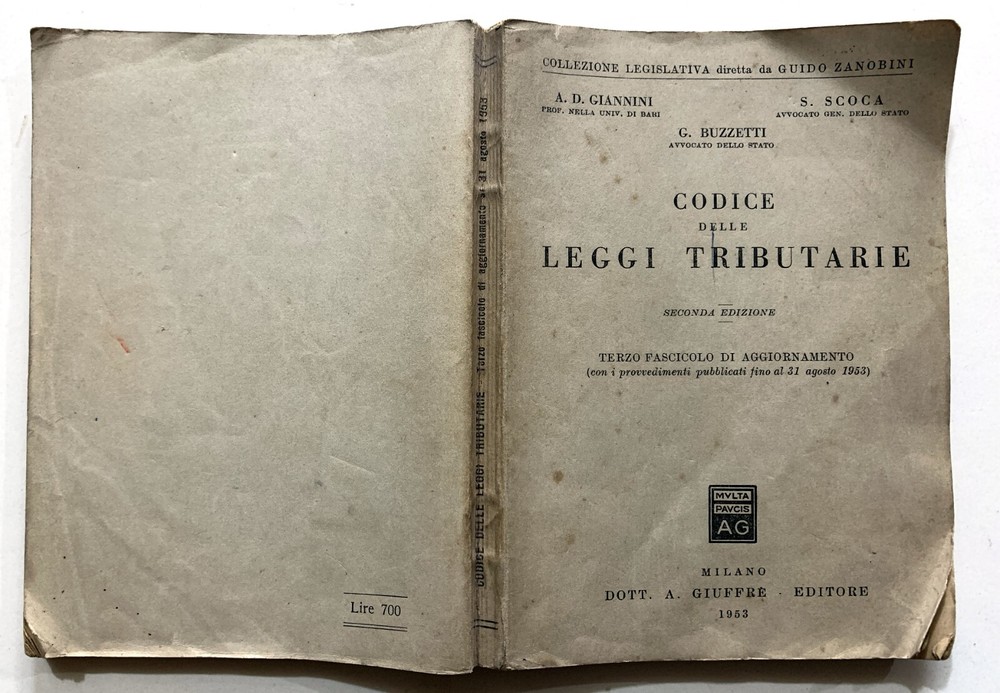 COLLEZIONE LEGISLATIVA diretta da GUIDO ZANOBINI
A. D. GIANNINI
PROF. NELLA UNIV. DI BARI
S. SCOCA
AVVOCATO GEN. DELLO STATO
G. BUZZETTI
AVVOCATO DELLO STATO
CODICE
DELLE
LEGGI TRIBUTARIE
SECONDA EDIZIONE
TERZO FASCICOLO DI AGGIORNAMENTO
(con i provvedimenti pubblicati fino al 31 agosto 1953)
MVLTA
PAVCIS
AG
MILANO
DOTT. A. GIUFFRÈ - EDITORE
1953
CODICE DELLE LEGGI TRIBUTARIE - Terzo fascicolo di aggiornamento al 31 agosto 1953
Lire 700